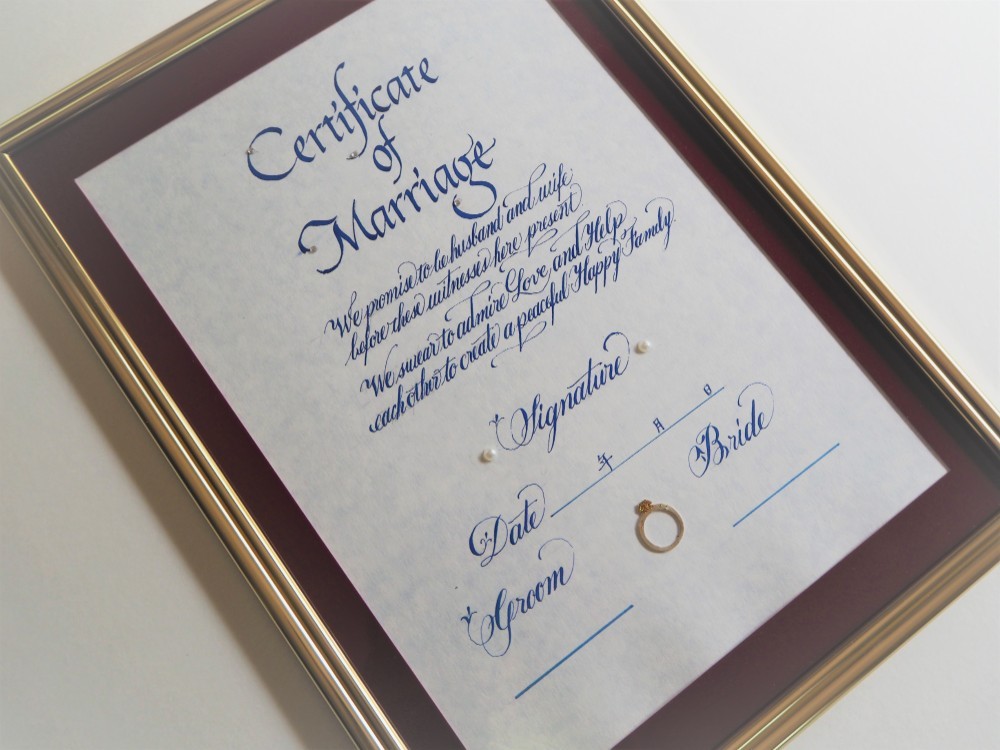 Certificate
of
Marriage
We promise to be husband and wife
before these witnesses here present
We swear to admire Love and Help
each other to create a peaceful Happy Family
Signature
Date 年 月 日
Groom
Bride